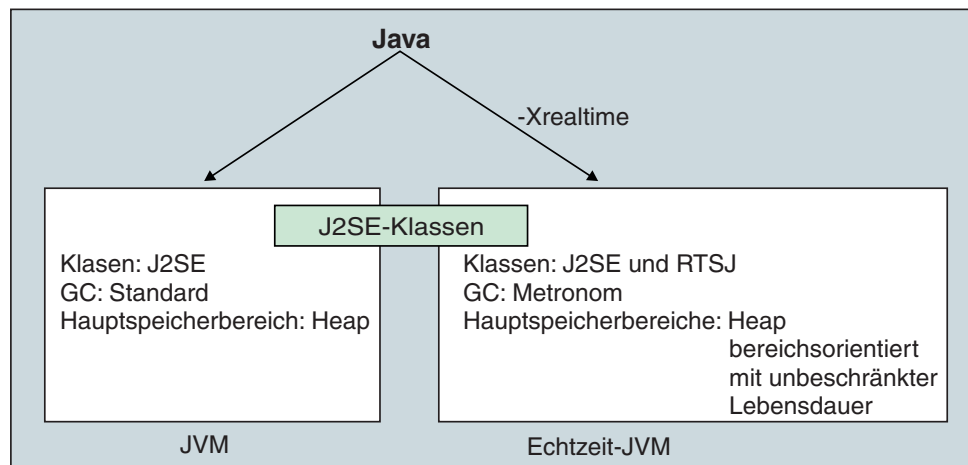 Java
-Xrealtime
J2SE-Klassen
Klasen: J2SE
GC: Standard
Hauptspeicherbereich: Heap
JVM
Klassen: J2SE und RTSJ
GC: Metronom
Hauptspeicherbereiche: Heap
bereichsorientiert
mit unbeschränkter
Lebensdauer
Echtzeit-JVM